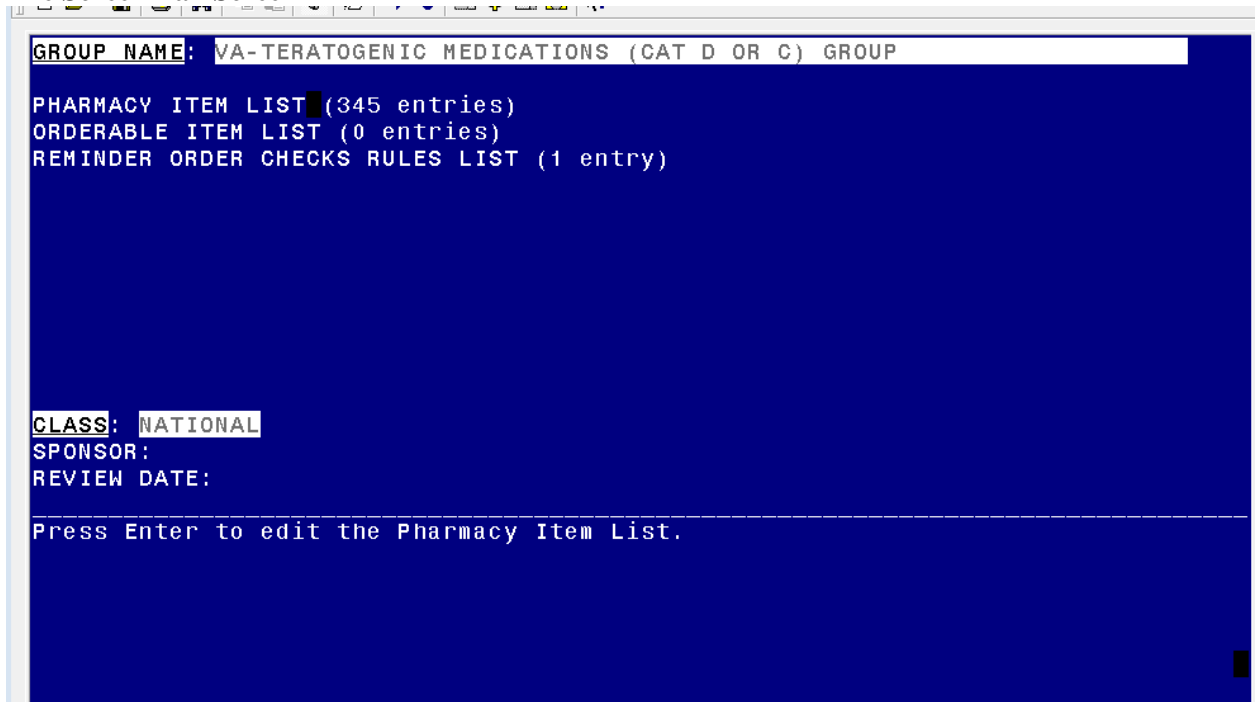 GROUP NAME: VA-TERATOGENIC MEDICATIONS (CAT D OR C) GROUP
PHARMACY ITEM LIST (345 entries)
ORDERABLE ITEM LIST (0 entries)
REMINDER ORDER CHECKS RULES LIST (1 entry)
CLASS: NATIONAL
SPONSOR:
REVIEW DATE:
Press Enter to edit the Pharmacy Item List.